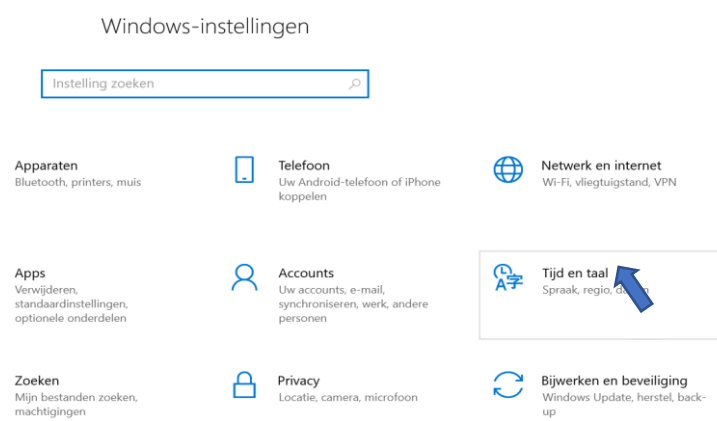 Windows-instellingen
Instelling zoeken
Apparaten
Bluetooth, printers, muis
Telefoon
Uw Android-telefoon of iPhone
koppelen
Netwerk en internet
Wi-Fi, vliegtuigstand, VPN
Apps
Verwijderen,
standaardinstellingen,
optionele onderdelen
Accounts
Uw accounts, e-mail,
synchroniseren, werk, andere
personen
Tijd en taal
Spraak, regio,
Zoeken
Mijn bestanden zoeken,
machtigingen
Privacy
Locatie, camera, microfoon
Bijwerken en beveiliging
Windows Update, herstel, back-
up